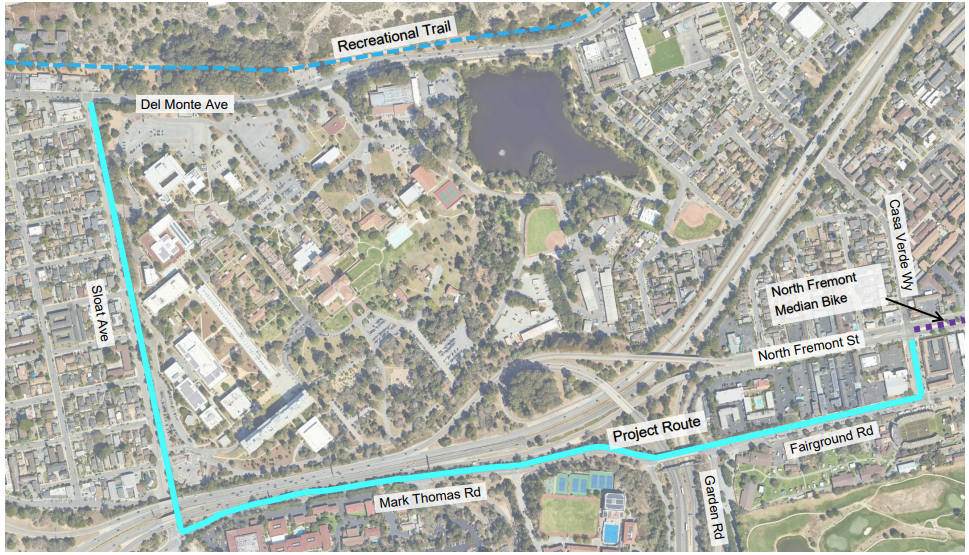 Recreational Trail
Del Monte Ave
Casa Verde Wy
Sloat Ave
North Fremont
Median Bike
North Fremont St
Project Route
Fairground Rd
Mark Thomas Rd
Garden Rd